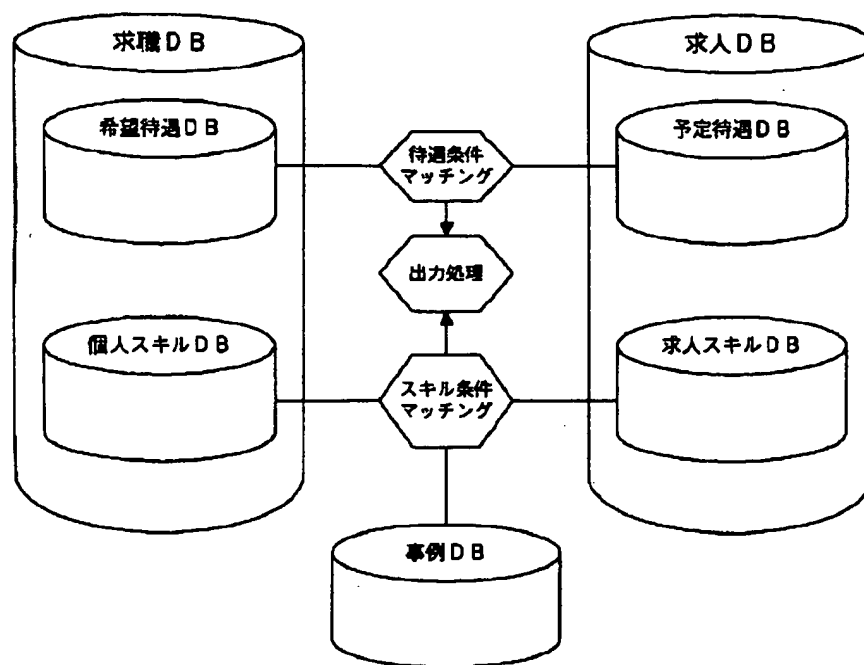 求職ＤＢ
求人ＤＢ
希望待遇ＤＢ
待遇条件
マッチング
予定待遇ＤＢ
出力処理
個人スキルＤＢ
スキル条件
マッチング
求人スキルＤＢ
事例ＤＢ